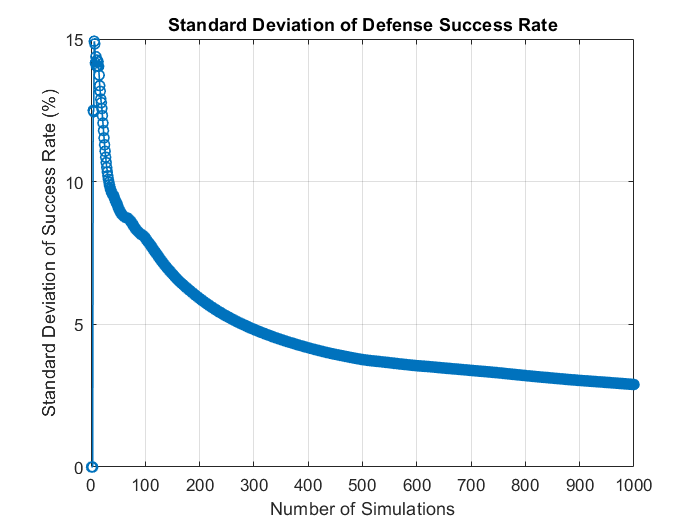 Standard Deviation of Defense Success Rate
Standard Deviation of Success Rate (%)
15
10
5
0
0 100 200 300 400 500 600 700 800 900 1000
Number of Simulations